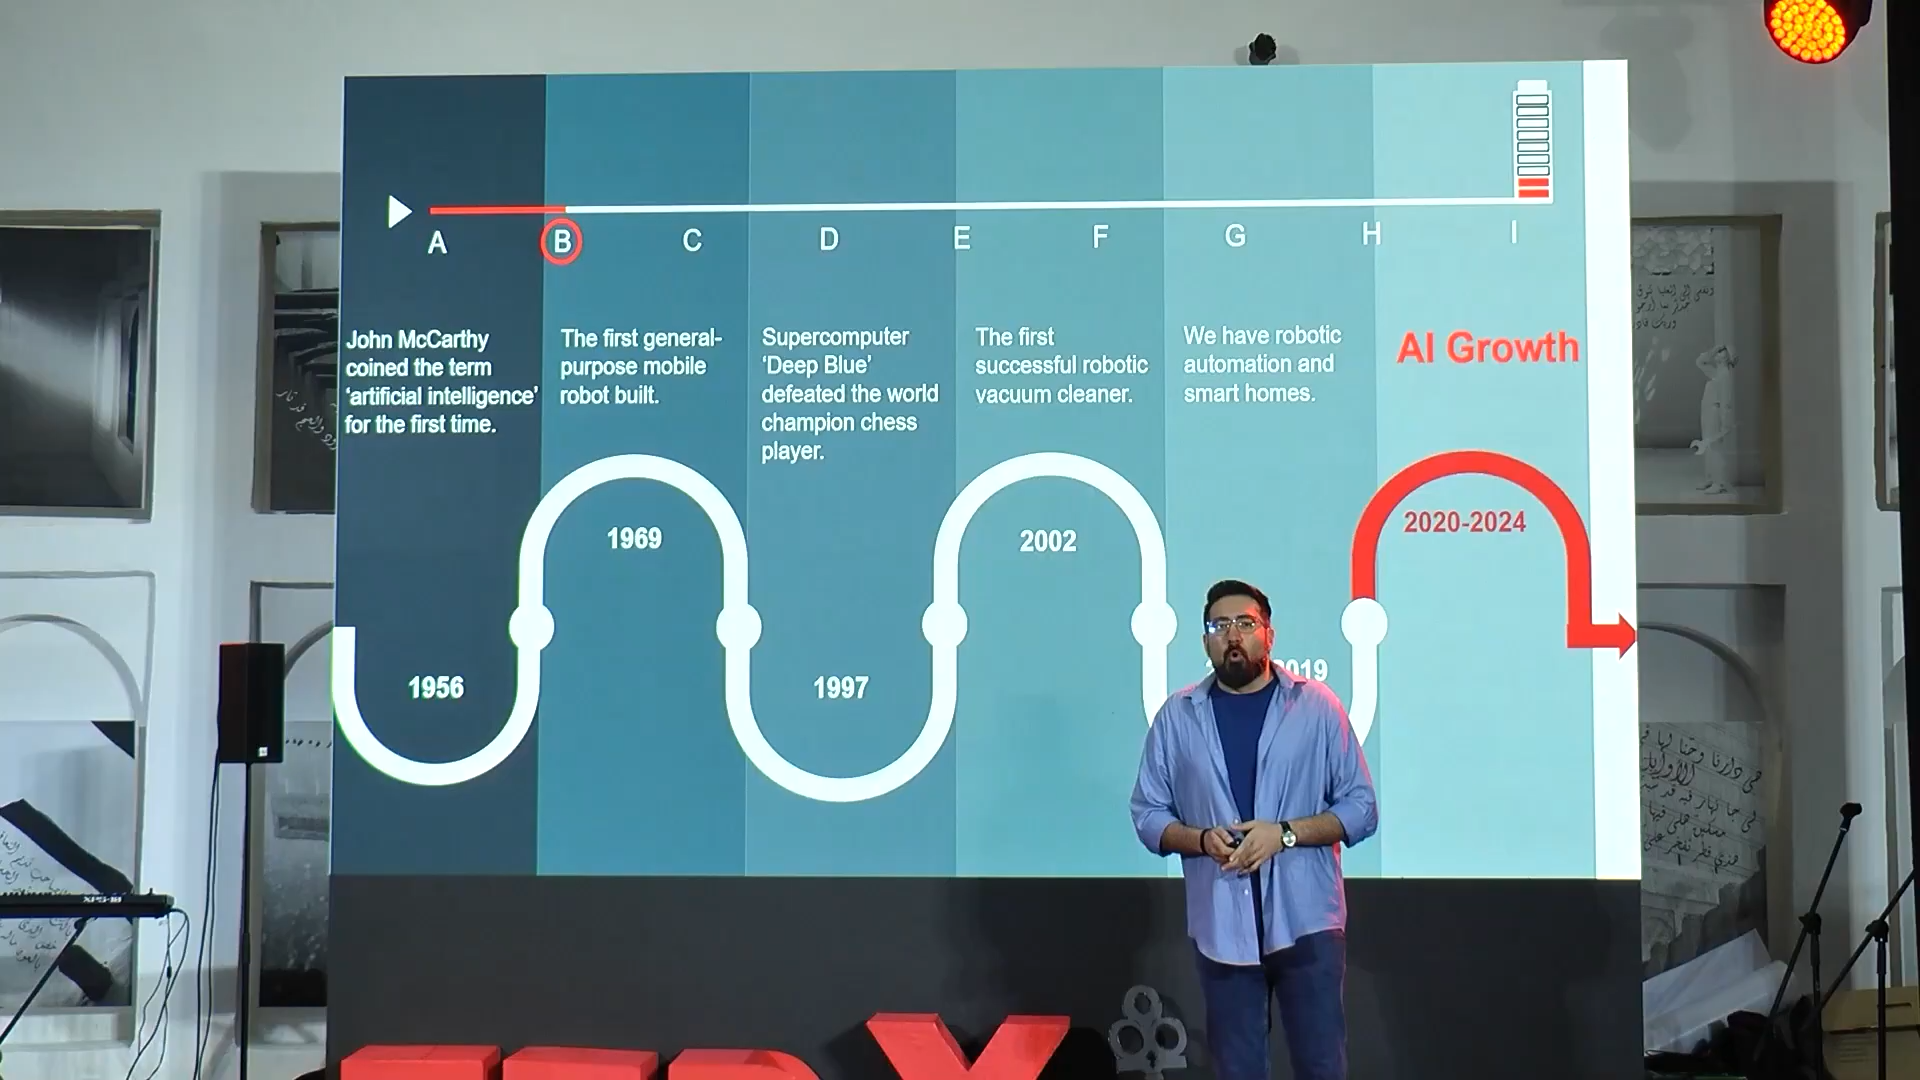 A B C D E F G H I
John McCarthy
coined the term
‘artificial intelligence’
for the first time.
The first general-
purpose mobile
robot built.
Supercomputer
‘Deep Blue’
defeated the world
champion chess
player.
The first
successful robotic
vacuum cleaner.
We have robotic
automation and
smart homes.
AI Growth
1956
1969
1997
2002
2020-2024
TEDX